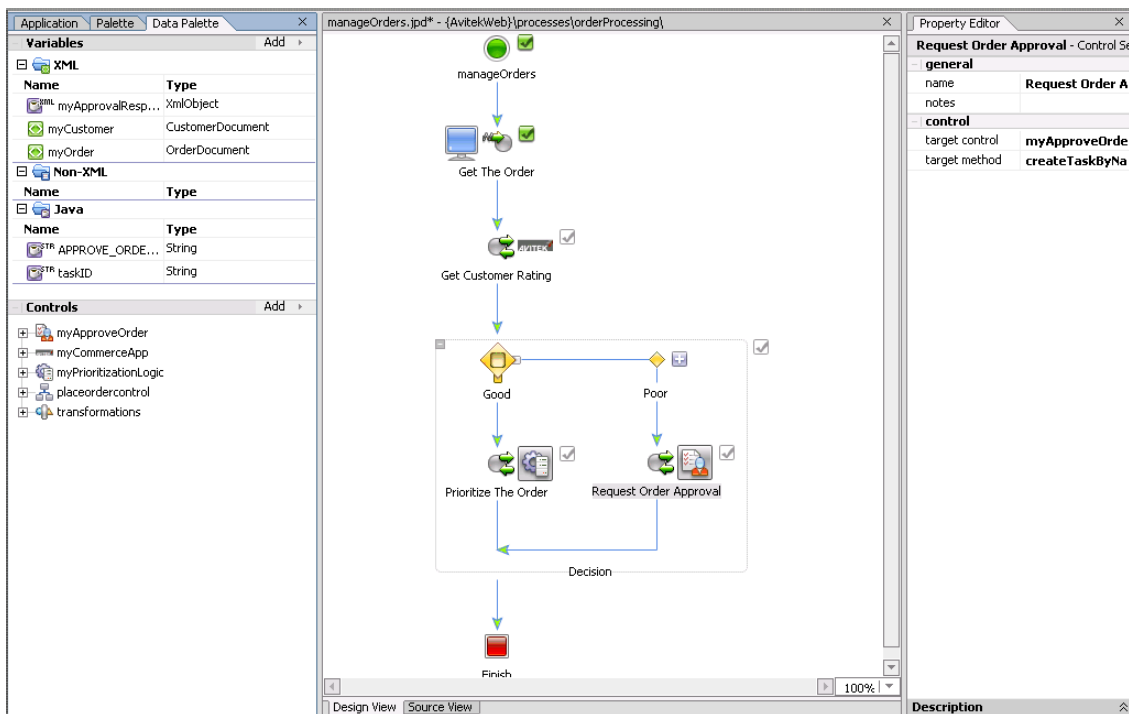 Application Palette Data Palette
Variables Add
XML
Name Type
XML myApprovalResp... XmlObject
myCustomer CustomerDocument
myOrder OrderDocument
Non-XML
Name Type
Java
Name Type
STR APPROVE_ORDE... String
STR taskID String
Controls Add
myApproveOrder
myCommerceApp
myPrioritizationLogic
placeordercontrol
transformations
manageOrders.jpd* - {AvitekWeb}\processes\orderProcessing\
manageOrders
Get The Order
AVITEK
Get Customer Rating
Good
Poor
Prioritize The Order
Request Order Approval
Decision
Finish
100%
Design View Source View
Property Editor
Request Order Approval - Control Se
general
name Request Order A
notes
control
target control myApproveOrde
target method createTaskByNa
Description